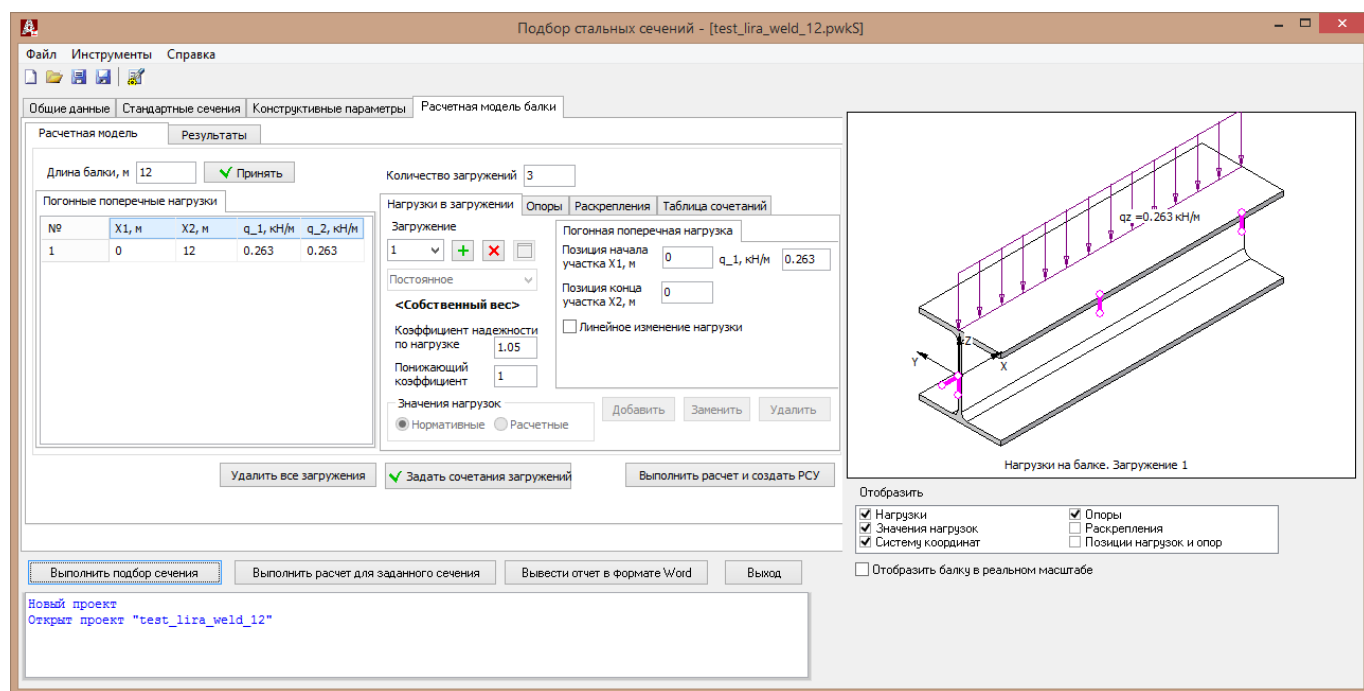 Подбор стальных сечений - [test_lira_weld_12.pwkS]
Файл Инструменты Справка
Общие данные Стандартные сечения Конструктивные параметры Расчетная модель балки
Расчетная модель Результаты
Длина балки, м 12 Принять
Количество загружений 3
Погонные поперечные нагрузки
№ X1, м X2, м q_1, кН/м q_2, кН/м
1 0 12 0.263 0.263
Нагрузки в загружении Опоры Раскрепления Таблица сочетаний
Загружение
1
Постоянное
<Собственный вес>
Коэффициент надежности
по нагрузке 1.05
Понижающий
коэффициент 1
Значения нагрузок
Нормативные Расчетные
Погонная поперечная нагрузка
Позиция начала
участка X1, м 0 q_1, кН/м 0.263
Позиция конца
участка X2, м 0
Линейное изменение нагрузки
Добавить Заменить Удалить
Удалить все загружения Задать сочетания загружений Выполнить расчет и создать РСУ
qz =0.263 кН/м
Z
Y
X
Нагрузки на балке. Загружение 1
Отобразить
Нагрузки Опоры
Значения нагрузок Раскрепления
Систему координат Позиции нагрузок и опор
Отобразить балку в реальном масштабе
Выполнить подбор сечения Выполнить расчет для заданного сечения Вывести отчет в формате Word Выход
Новый проект
Открыт проект "test_lira_weld_12"